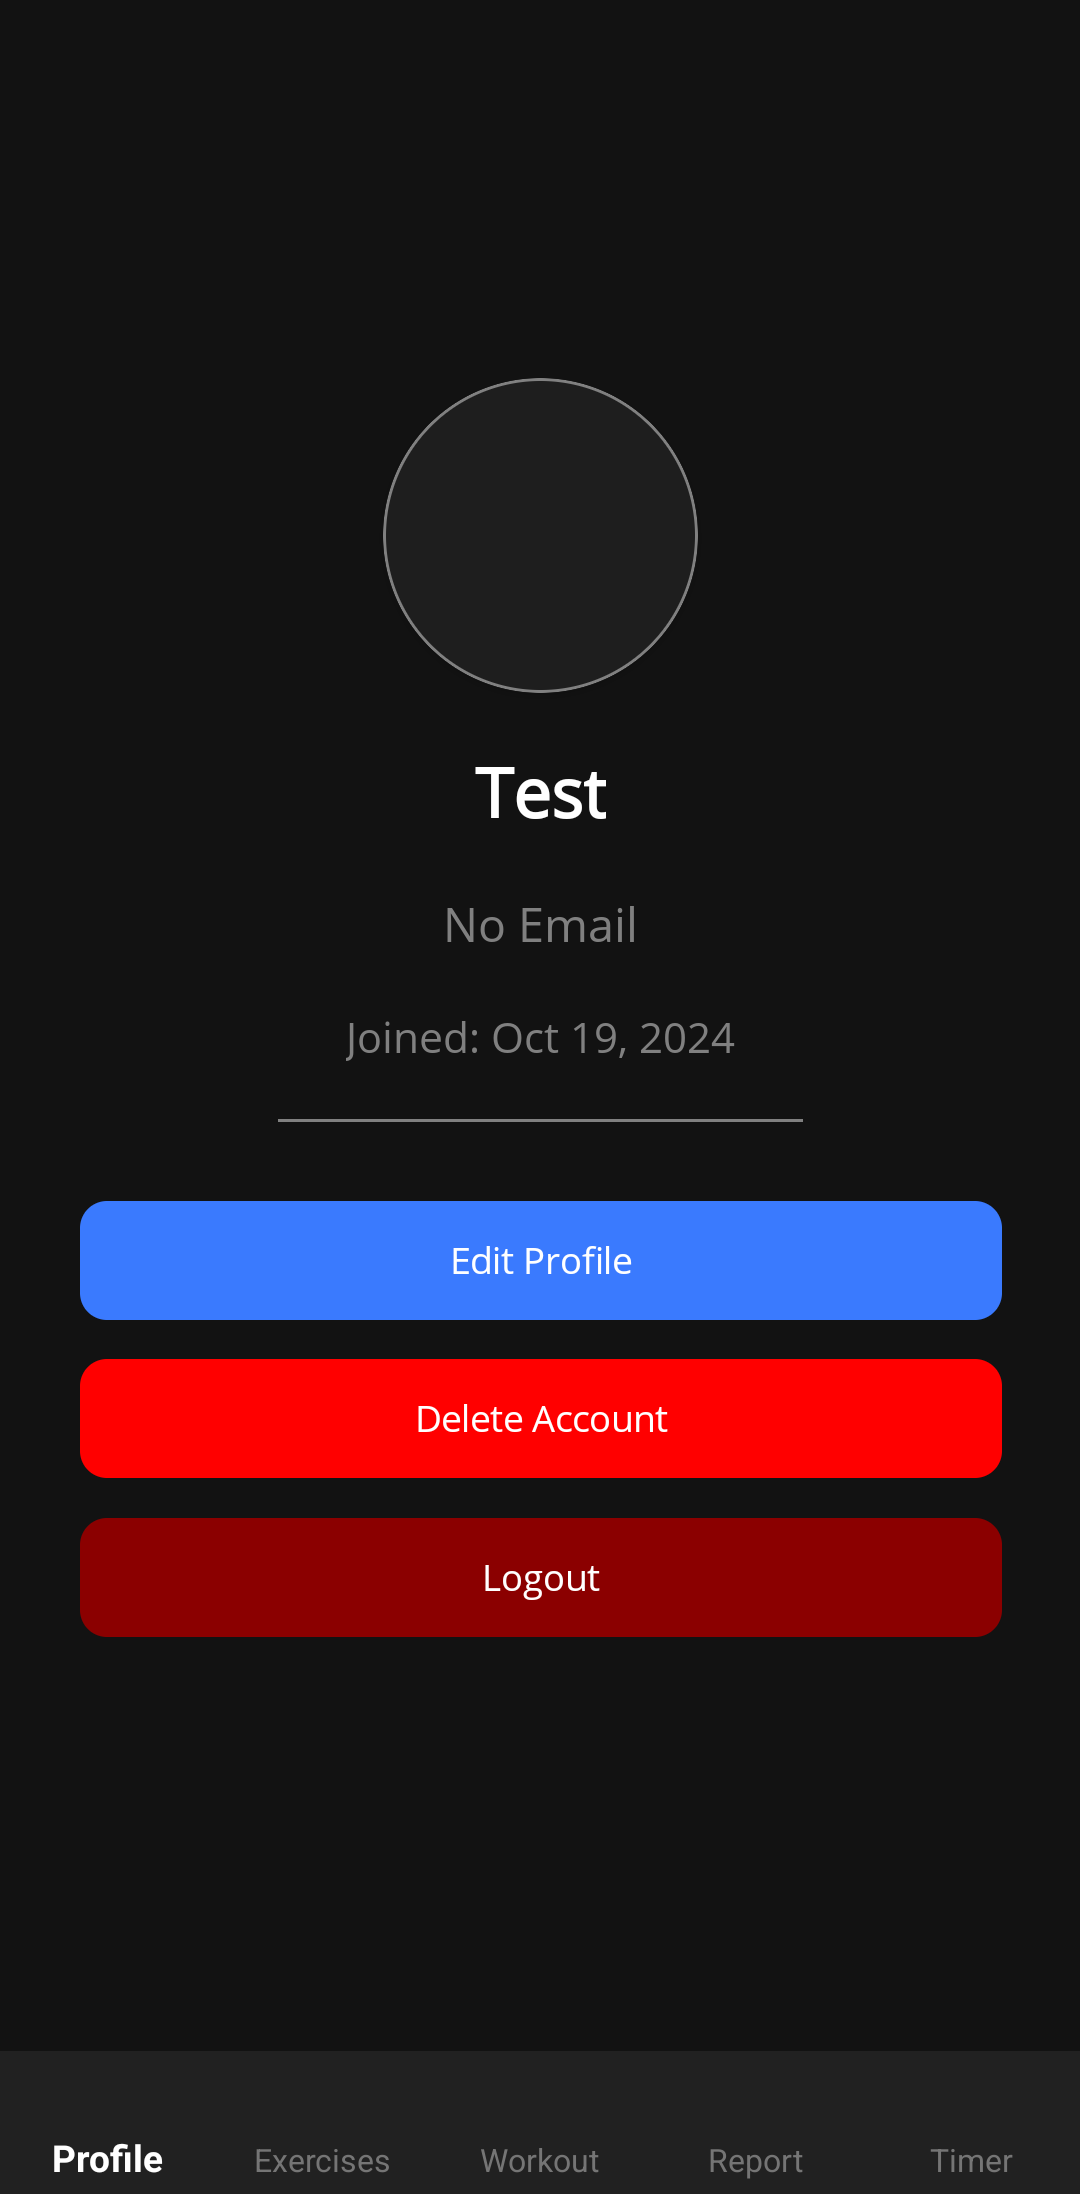 Test
No Email
Joined: Oct 19, 2024
Edit Profile
Delete Account
Logout
Profile Exercises Workout Report Timer